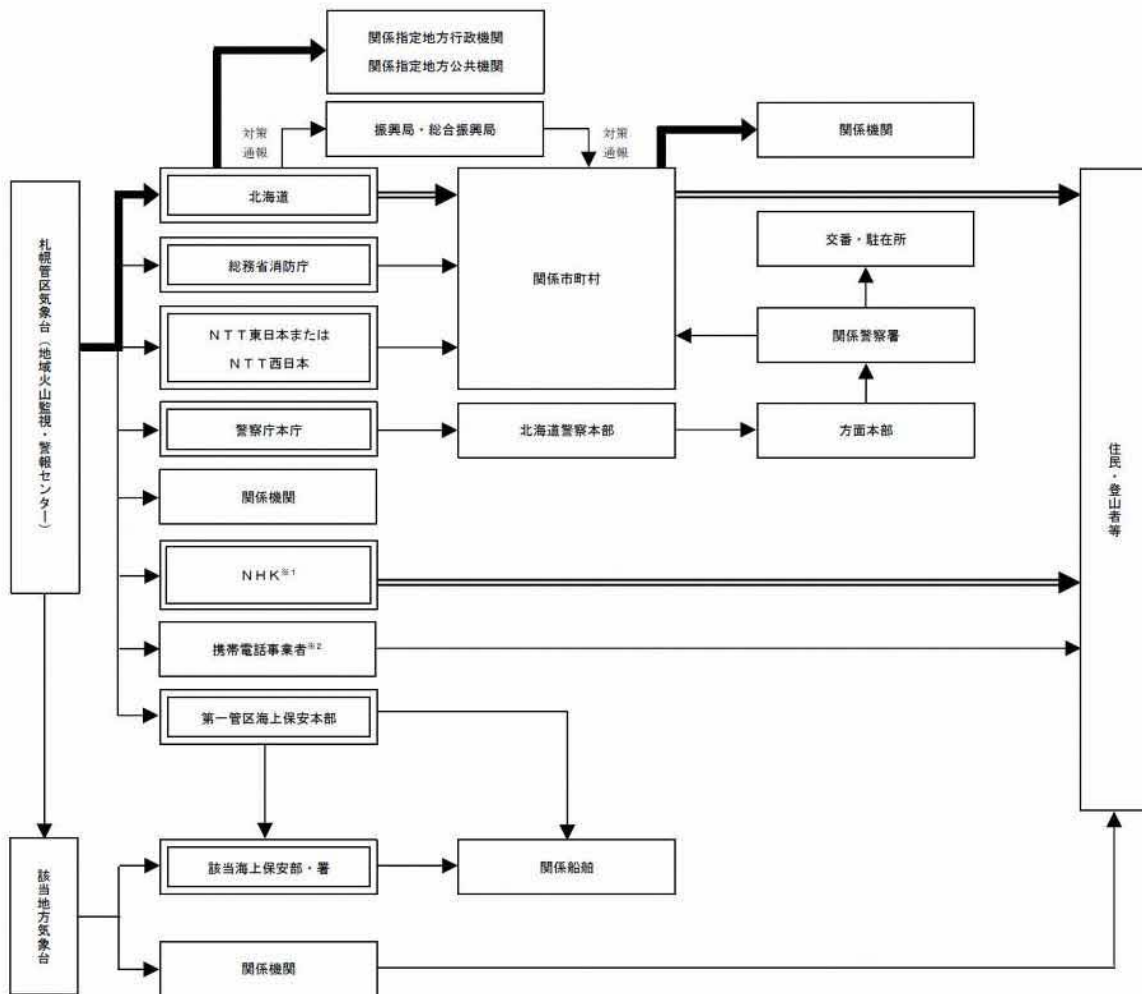 関係指定地方行政機関
関係指定地方公共機関
対策
通報
振興局・総合振興局
対策
通報
関係機関
札幌管区気象台（地域火山監視・警報センター）
北海道
関係市町村
住民・登山者等
総務省消防庁
交番・駐在所
ＮＴＴ東日本または
ＮＴＴ西日本
関係警察署
警察庁本庁
北海道警察本部
方面本部
関係機関
ＮＨＫ※1
携帯電話事業者※2
第一管区海上保安本部
該当地方気象台
該当海上保安部・署
関係船舶
関係機関